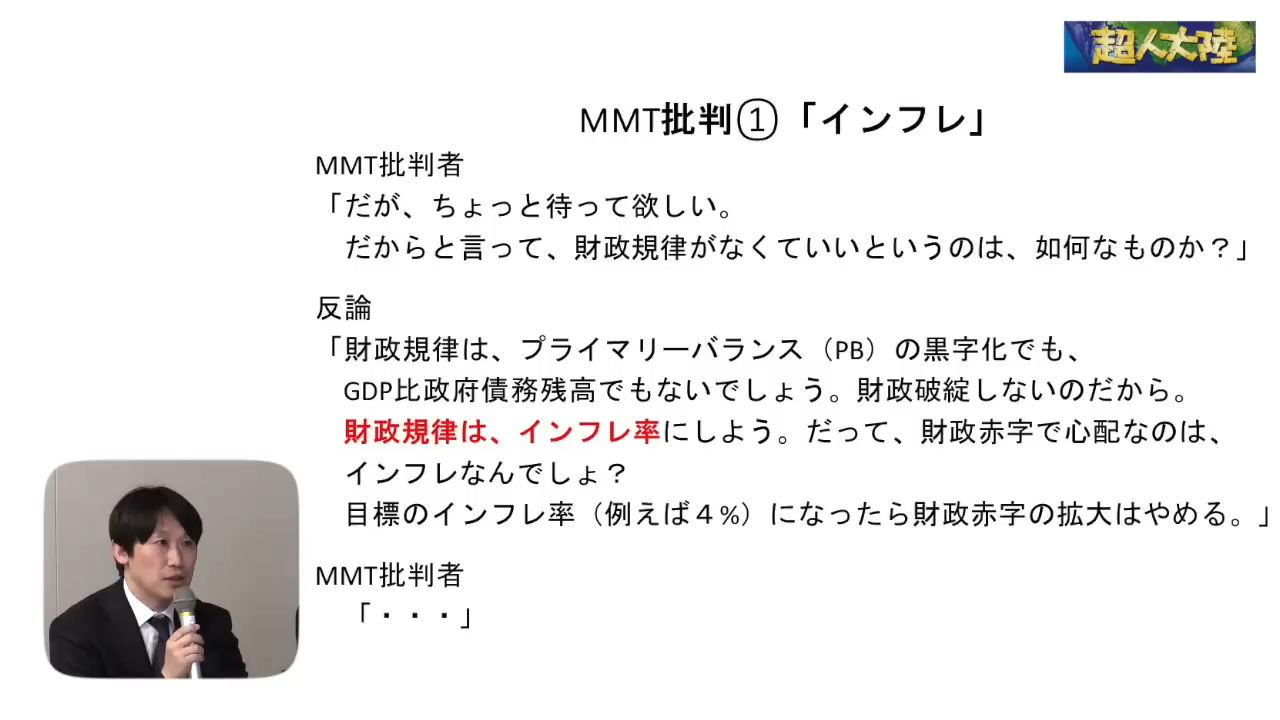 超人大陸
MMT批判①「インフレ」
MMT批判者
「だが、ちょっと待って欲しい。
だからと言って、財政規律がなくていいというのは、如何なものか？」
反論
「財政規律は、プライマリーバランス（PB）の黒字化でも、
GDP比政府債務残高でもないでしょう。財政破綻しないのだから。
財政規律は、インフレ率にしよう。だって、財政赤字で心配なのは、
インフレなんでしょ？
目標のインフレ率（例えば４%）になったら財政赤字の拡大はやめる。」
MMT批判者
「・・・」